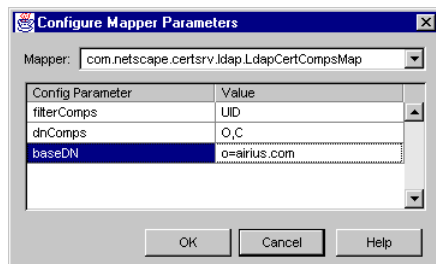 Configure Mapper Parameters
Mapper: com.netscape.certsrv.ldap.LdapCertCompsMap
Config Parameter Value
filterComps UID
dnComps O,C
baseDN o=airius.com
OK Cancel Help